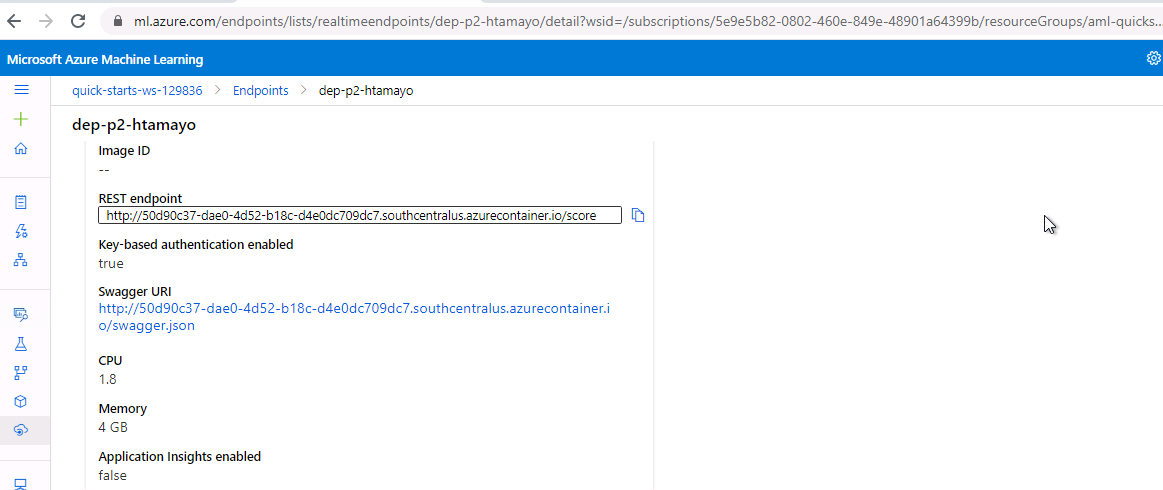 ml.azure.com/endpoints/lists/realtimeendpoints/dep-p2-htamayo/detail?wsid=/subscriptions/5e9e5b82-0802-460e-849e-48901a64399b/resourceGroups/aml-quicks...
Microsoft Azure Machine Learning
quick-starts-ws-129836 > Endpoints > dep-p2-htamayo
dep-p2-htamayo
Image ID
--
REST endpoint
http://50d90c37-dae0-4d52-b18c-d4e0dc709dc7.southcentralus.azurecontainer.io/score
Key-based authentication enabled
true
Swagger URI
http://50d90c37-dae0-4d52-b18c-d4e0dc709dc7.southcentralus.azurecontainer.i
o/swagger.json
CPU
1.8
Memory
4 GB
Application Insights enabled
false